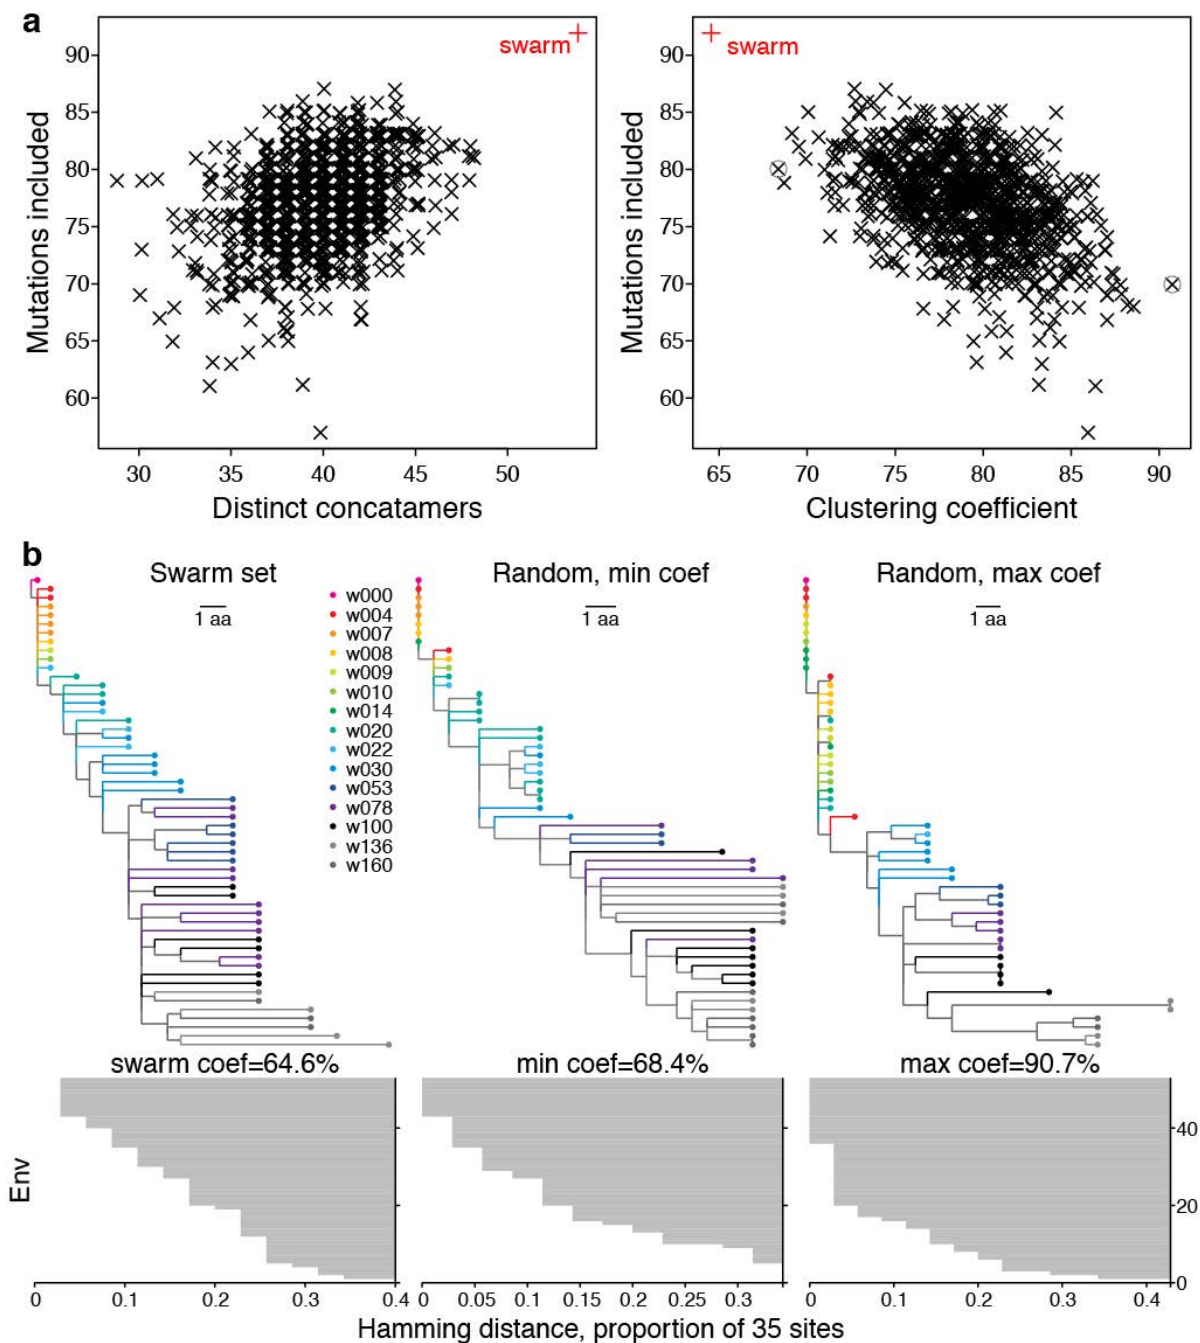 a
90
85
80
75
70
65
60
Mutations included
swarm
30 35 40 45 50
Distinct concatamers
90
85
80
75
70
65
60
Mutations included
swarm
65 70 75 80 85 90
Clustering coefficient
b
Swarm set
1 aa
w000
w004
w007
w008
w009
w010
w014
w020
w022
w030
w053
w078
w100
w136
w160
Random, min coef
1 aa
Random, max coef
1 aa
swarm coef=64.6%
min coef=68.4%
max coef=90.7%
Env
40
20
0
0 0.1 0.2 0.3 0.4
0 0.05 0.1 0.15 0.2 0.25 0.3
0 0.1 0.2 0.3 0.4
Hamming distance, proportion of 35 sites